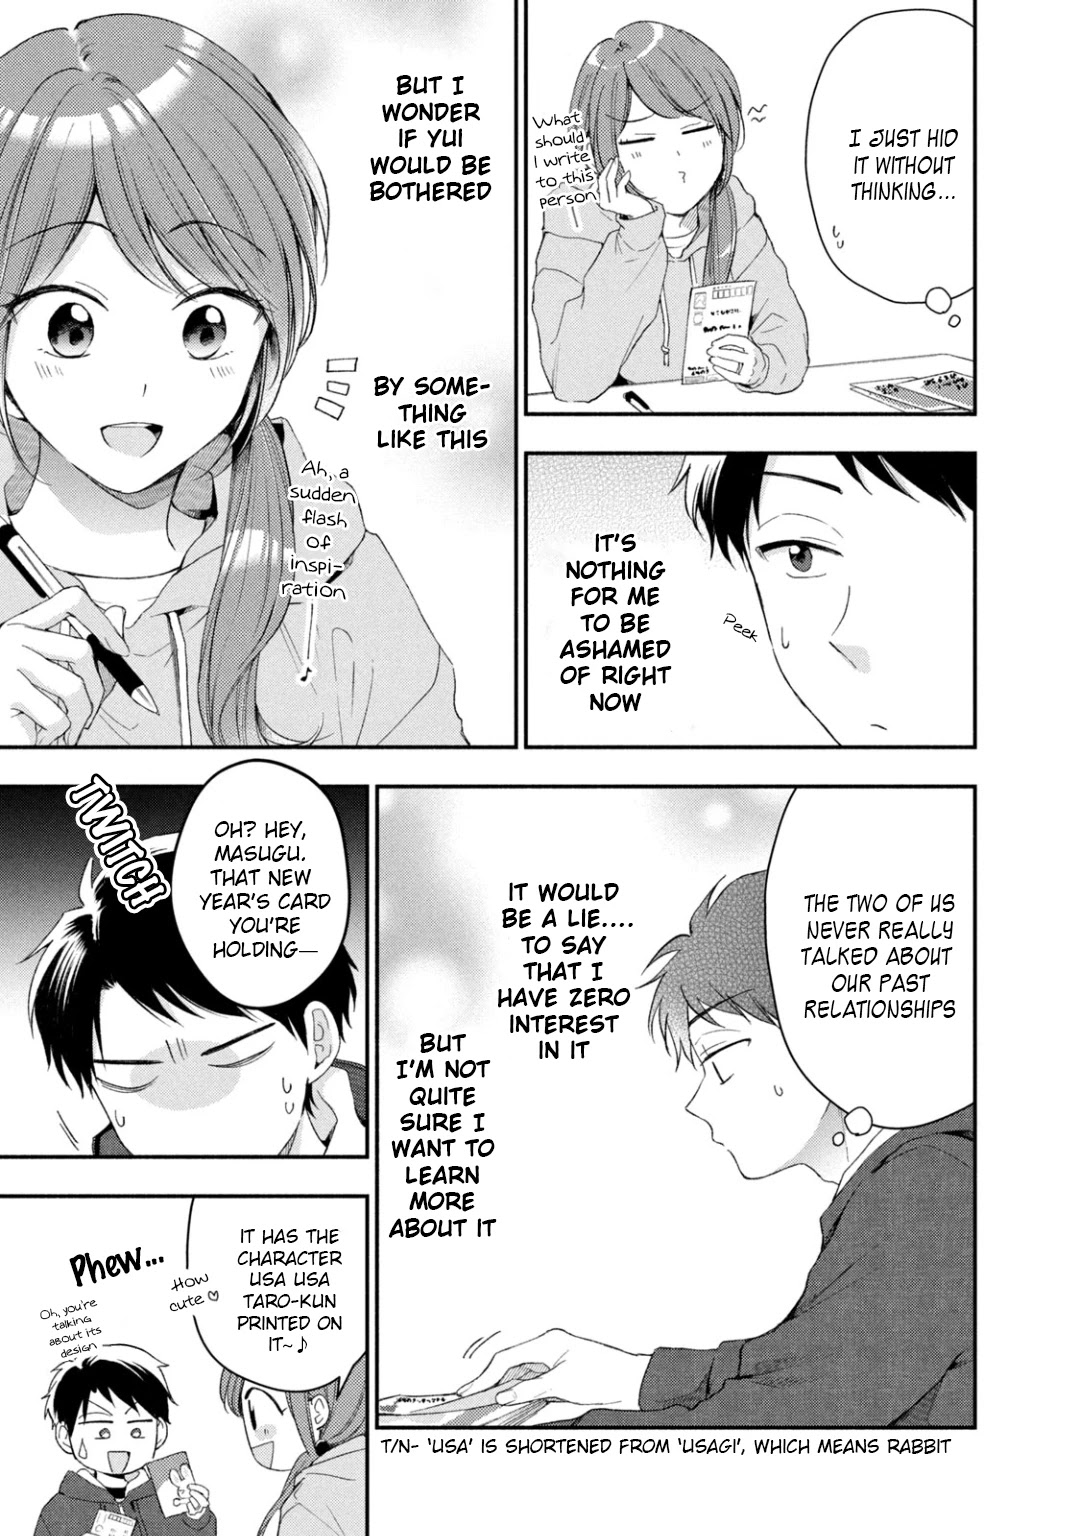 I JUST HID
IT WITHOUT
THINKING...
What
should
I write
to this
person
IT'S
NOTHING
FOR ME
TO BE
ASHAMED
OF RIGHT
NOW
Peek
BUT I
WONDER
IF YUI
WOULD BE
BOTHERED
BY SOME-
THING
LIKE THIS
Ah, a
sudden
flash
of
inspi-
ration
♪
THE TWO OF US
NEVER REALLY
TALKED ABOUT
OUR PAST
RELATIONSHIPS
IT WOULD
BE A LIE....
TO SAY
THAT I
HAVE ZERO
INTEREST
IN IT
BUT
I'M NOT
QUITE
SURE I
WANT TO
LEARN
MORE
ABOUT IT
TWITCH
OH? HEY,
MASUGU.
THAT NEW
YEAR'S CARD
YOU'RE
HOLDING—
IT HAS THE
CHARACTER
USA USA
TARO-KUN
PRINTED ON
IT~♪
How
cute♡
Phew...
Oh, you're
talking
about its
design
T/N- 'USA' IS SHORTENED FROM 'USAGI', WHICH MEANS RABBIT